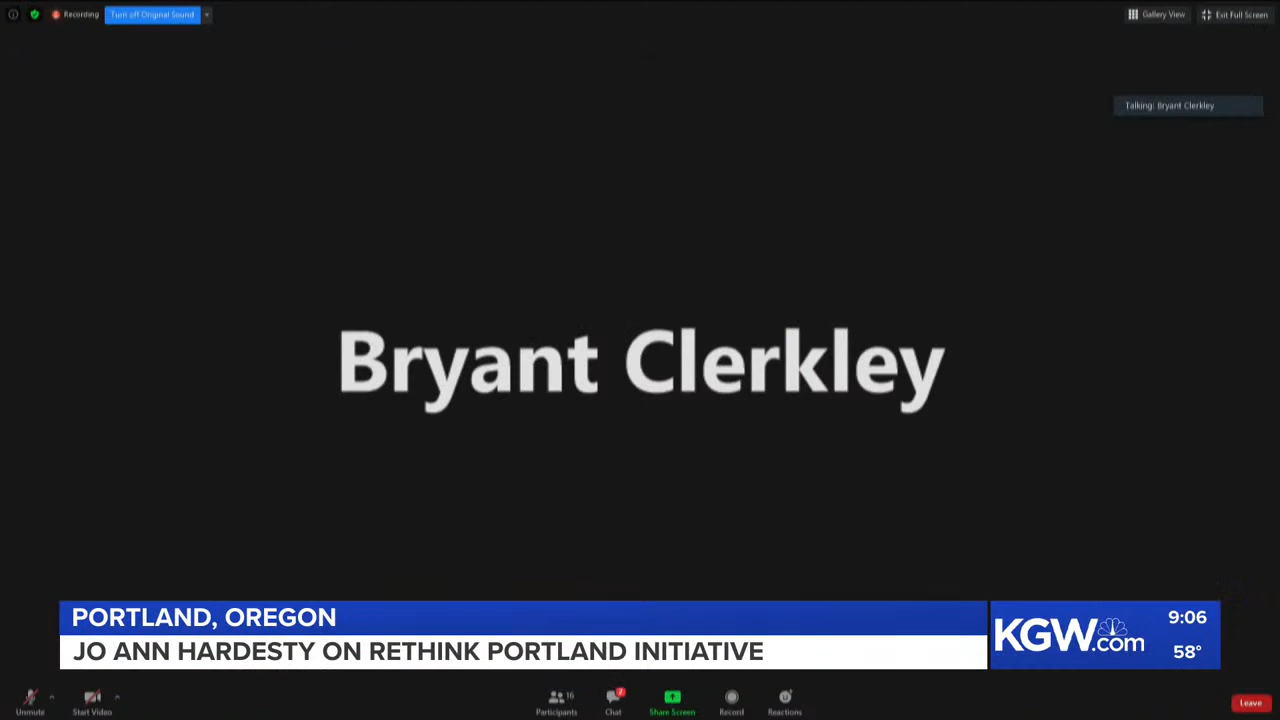 Recording
Turn off Original Sound
Gallery View
Exit Full Screen
Talking: Bryant Clerkley
Bryant Clerkley
PORTLAND, OREGON
JO ANN HARDESTY ON RETHINK PORTLAND INITIATIVE
KGW.com
9:06
58°
Unmute
Start Video
Participants
16
Chat
2
Share Screen
Record
Reactions
Leave